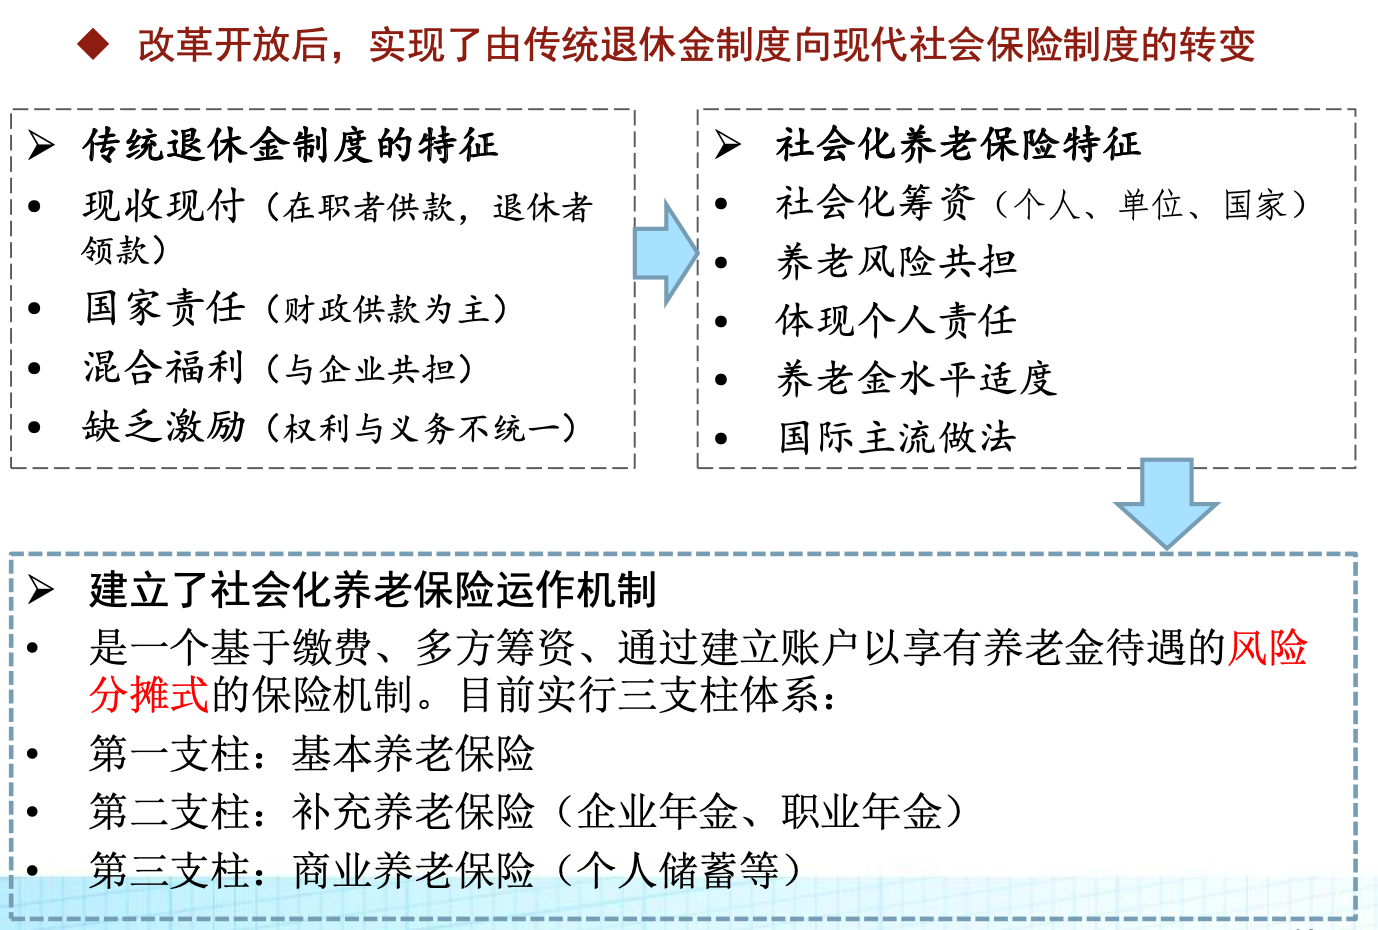 ◆ 改革开放后，实现了由传统退休金制度向现代社会保险制度的转变
➢ 传统退休金制度的特征
• 现收现付（在职者供款，退休者
领款）
• 国家责任（财政供款为主）
• 混合福利（与企业共担）
• 缺乏激励（权利与义务不统一）
➢ 社会化养老保险特征
• 社会化筹资（个人、单位、国家）
• 养老风险共担
• 体现个人责任
• 养老金水平适度
• 国际主流做法
➢ 建立了社会化养老保险运作机制
• 是一个基于缴费、多方筹资、通过建立账户以享有养老金待遇的风险
分摊式的保险机制。目前实行三支柱体系：
• 第一支柱：基本养老保险
• 第二支柱：补充养老保险（企业年金、职业年金）
• 第三支柱：商业养老保险（个人储蓄等）